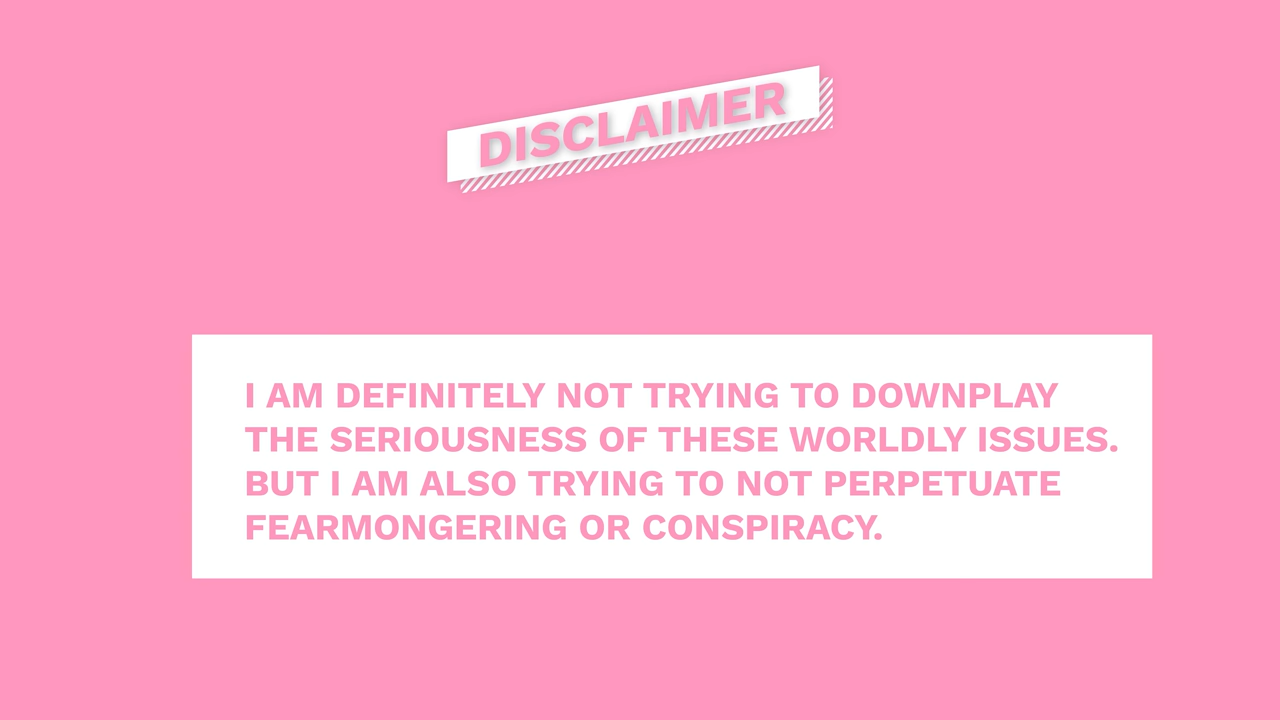 DISCLAIMER
I AM DEFINITELY NOT TRYING TO DOWNPLAY
THE SERIOUSNESS OF THESE WORLDLY ISSUES.
BUT I AM ALSO TRYING TO NOT PERPETUATE
FEARMONGERING OR CONSPIRACY.